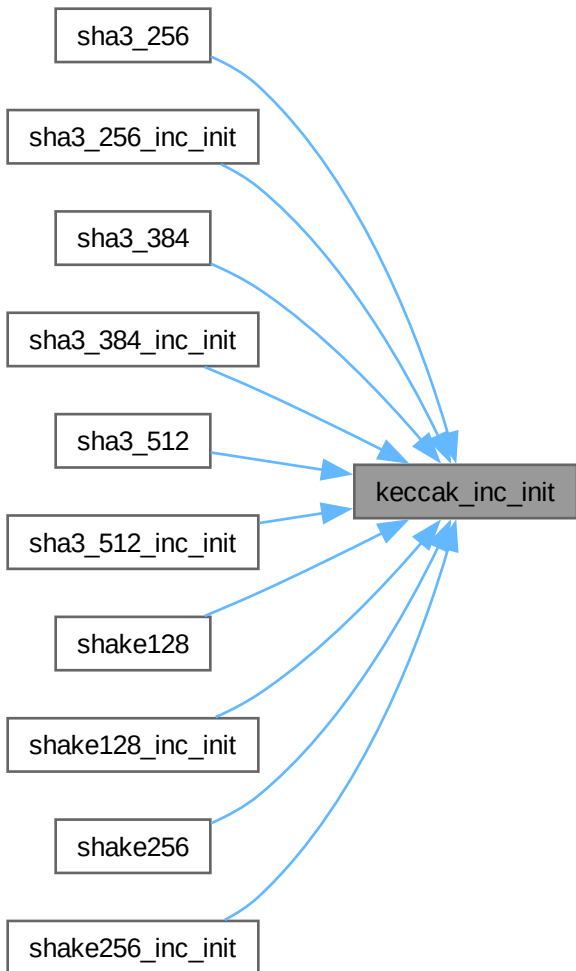 sha3_256
sha3_256_inc_init
sha3_384
sha3_384_inc_init
sha3_512
keccak_inc_init
sha3_512_inc_init
shake128
shake128_inc_init
shake256
shake256_inc_init